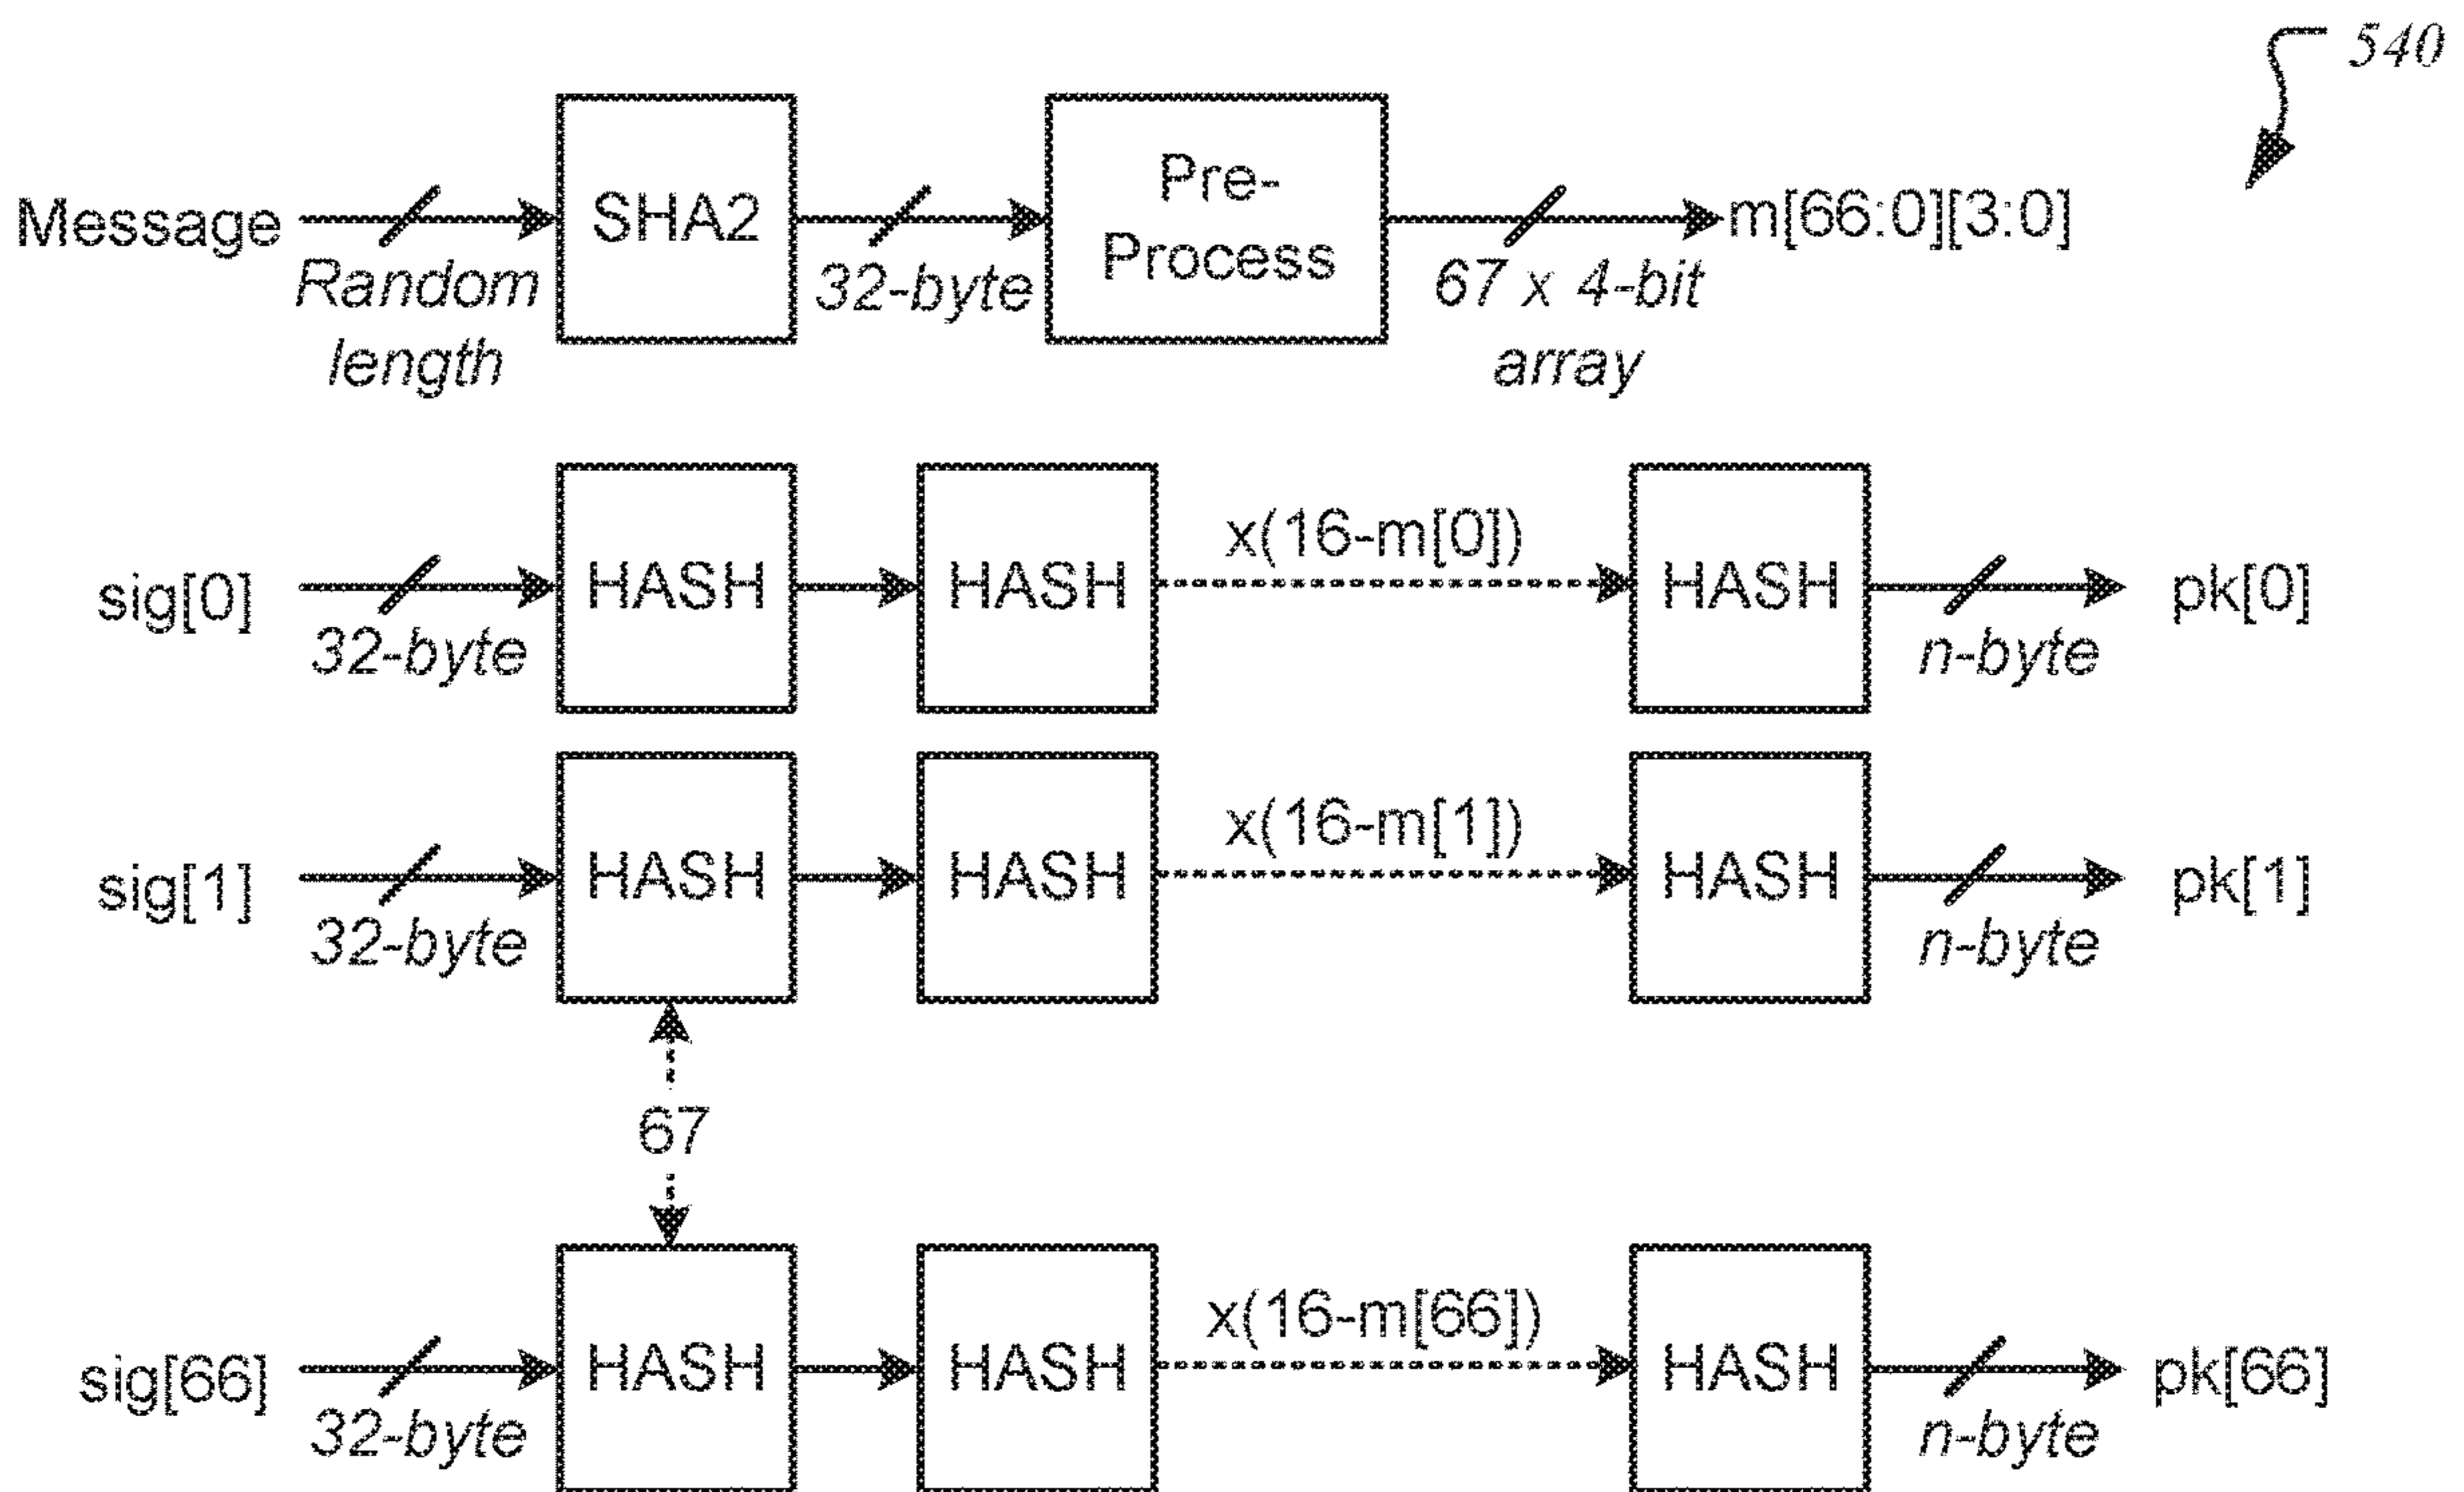 540
Message
SHA2
Pre-
Process
m[66:0][3:0]
Random
length
32-byte
67 x 4-bit
array
sig[0]
32-byte
HASH
HASH
x(16-m[0])
HASH
n-byte
pk[0]
sig[1]
32-byte
HASH
HASH
x(16-m[1])
HASH
n-byte
pk[1]
67
sig[66]
32-byte
HASH
HASH
x(16-m[66])
HASH
n-byte
pk[66]